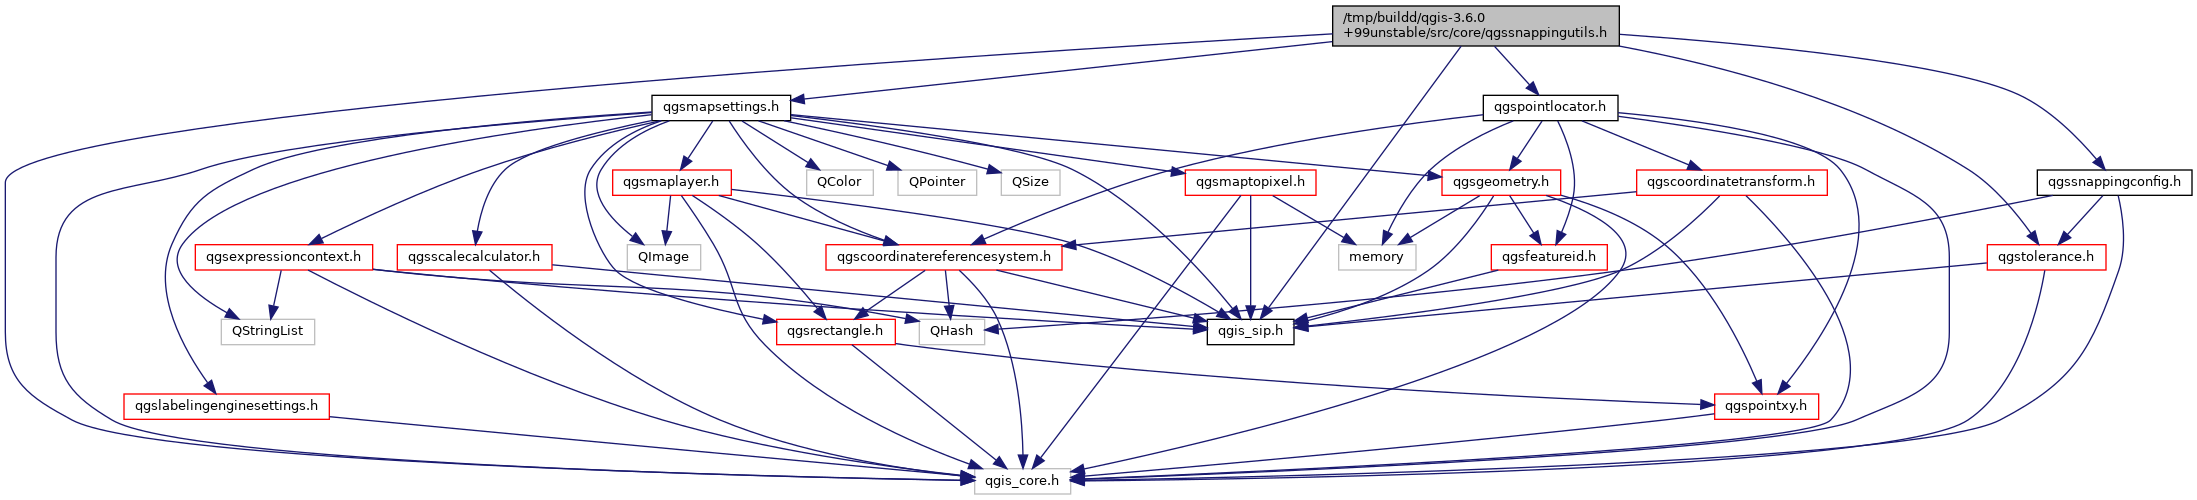 /tmp/buildd/qgis-3.6.0
+99unstable/src/core/qgssnappingutils.h
qgsmapsettings.h
qgspointlocator.h
qgsmaplayer.h
QColor
QPointer
QSize
qgsmaptopixel.h
qgsgeometry.h
qgscoordinatetransform.h
qgssnappingconfig.h
qgsexpressioncontext.h
qgsscalecalculator.h
QImage
qgscoordinatereferencesystem.h
memory
qgsfeatureid.h
qgstolerance.h
QStringList
qgsrectangle.h
QHash
qgis_sip.h
qgslabelingenginesettings.h
qgspointxy.h
qgis_core.h